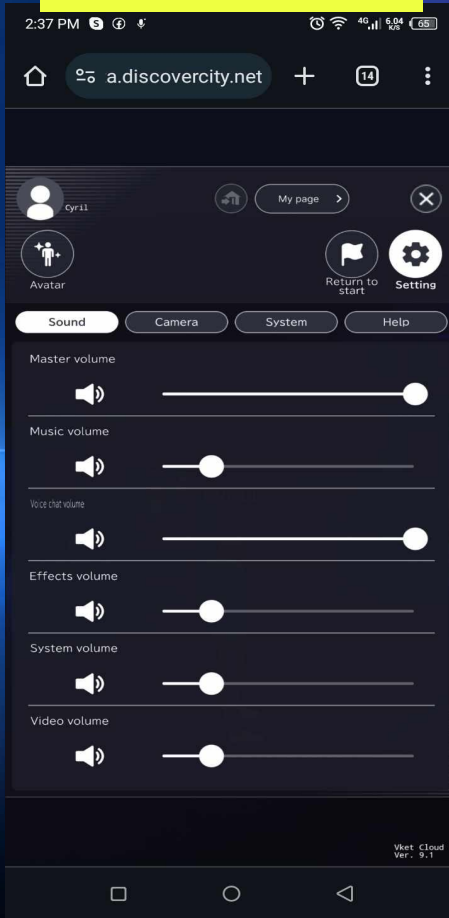 2:37 PM
4G 6.04 K/S 65
a.discovercity.net
14
Cyril
My page
Avatar
Return to
start
Setting
Sound Camera System Help
Master volume
Music volume
Voice chat volume
Effects volume
System volume
Video volume
Vket Cloud
Ver. 9.1